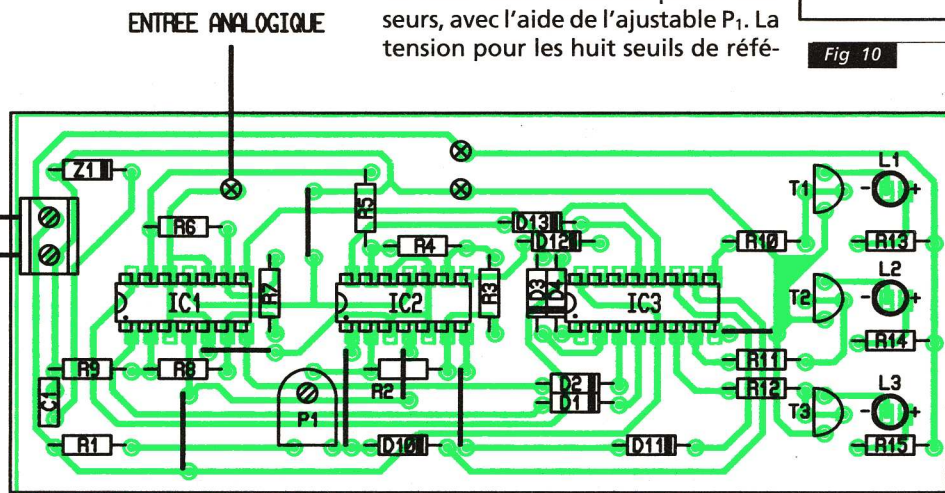 ENTREE ANALOGIQUE
seurs, avec l'aide de l'ajustable P₁. La
tension pour les huit seuils de réfé-
Fig 10
Z1
R6
R5
R4
D13
D12
R10
T1
L1
- +
R13
IC1
R7
IC2
R3
D3
D4
IC3
T2
L2
- +
R14
R9
R8
R2
R11
D2
R12
C1
P1
D1
T3
L3
- +
R1
D10
D11
R15